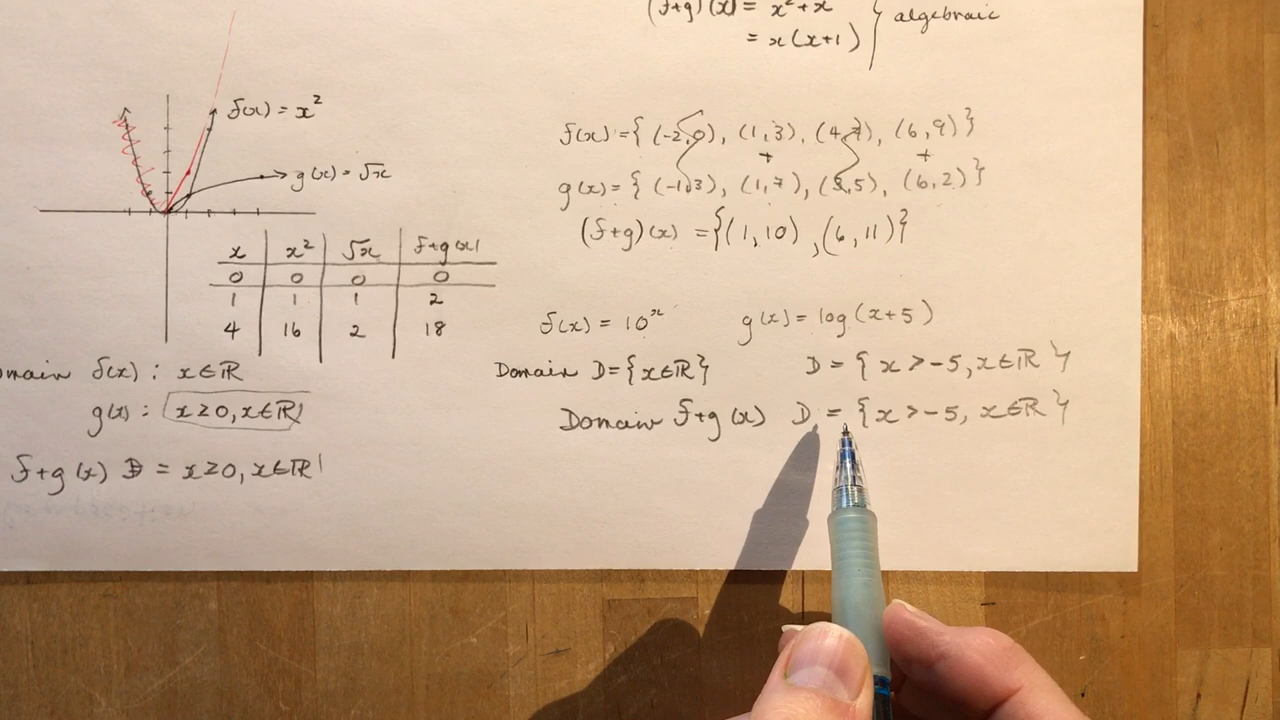 (f+g)(x) = x² + x
= x(x+1) } algebraic
f(x) = x²
g(x) = √x
x | x² | √x | f+g(x)
0 | 0 | 0 | 0
1 | 1 | 1 | 2
4 | 16 | 2 | 18
f(x): x∈ℝ
g(x): x≥0, x∈ℝ
f+g(x) D = x≥0, x∈ℝ
f(x) = { (-2,0), (1,3), (4,7), (6,9) }
+ +
g(x) = { (-1,3), (1,7), (3,5), (6,2) }
(f+g)(x) = {(1,10), (6,11)}
f(x) = 10ˣ g(x) = log(x+5)
Domain D={x∈ℝ} D = { x > -5, x∈ℝ }
Domain f+g(x) D = { x > -5, x∈ℝ }